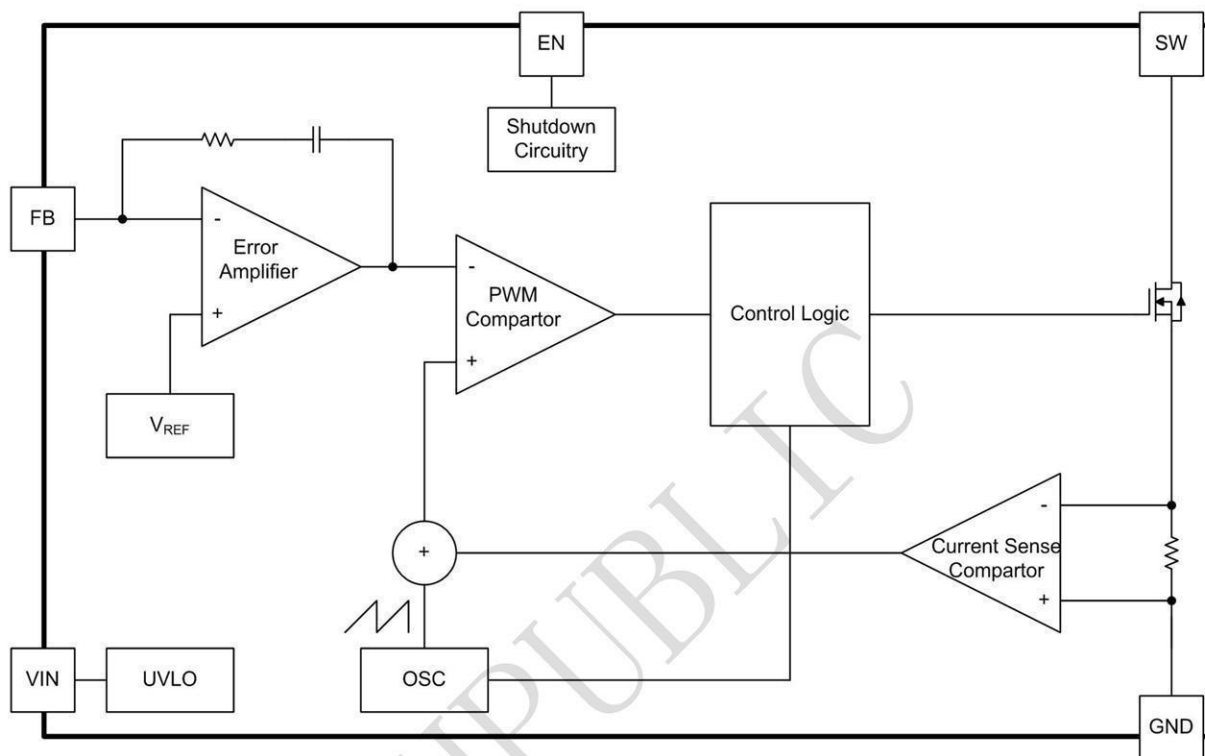 EN
SW
Shutdown
Circuitry
FB
-
Error
Amplifier
+
-
PWM
Compartor
+
Control Logic
VREF
+
-
Current Sense
Compartor
+
VIN
UVLO
OSC
GND